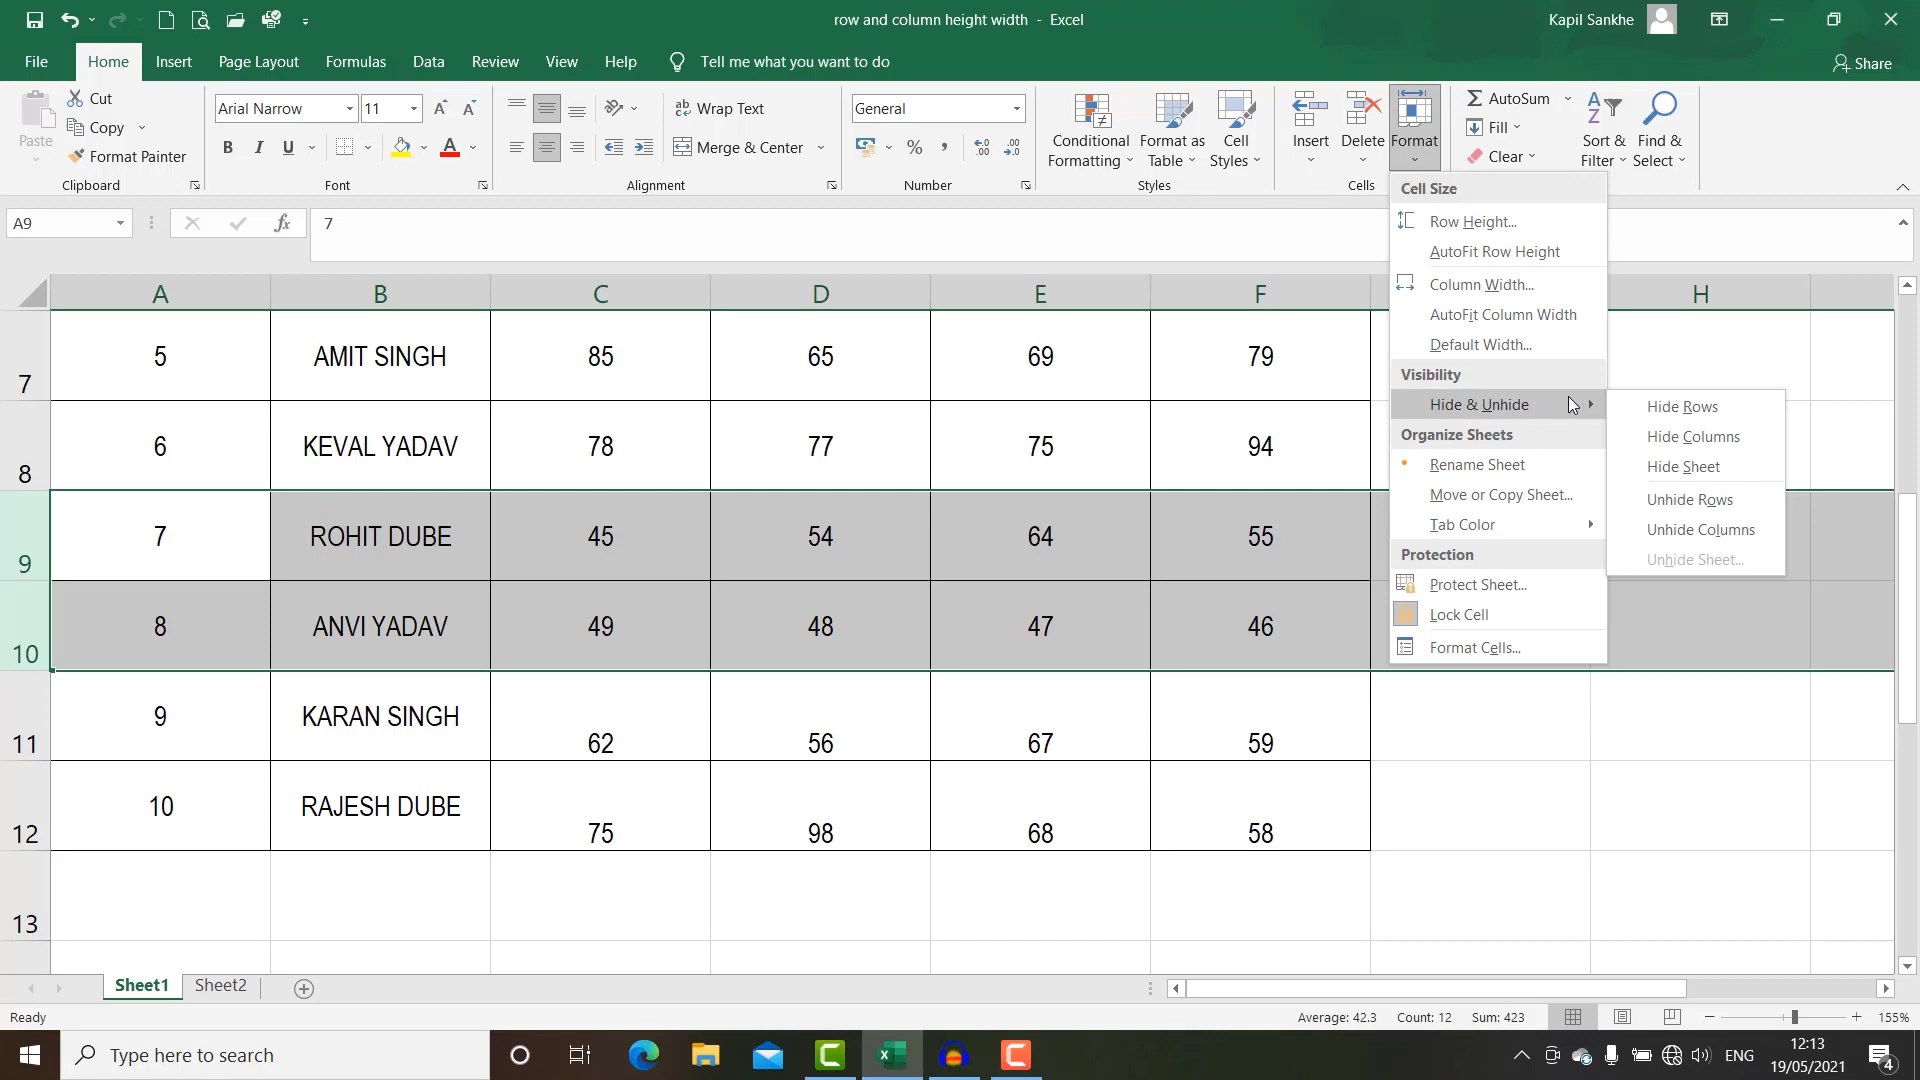 row and column height width - Excel
Kapil Sankhe
File Home Insert Page Layout Formulas Data Review View Help Tell me what you want to do Share
Paste
Cut
Copy
Format Painter
Clipboard
Arial Narrow 11 A A
B I U A
Font
Wrap Text
Merge & Center
Alignment
General
% ,
Number
Conditional Formatting
Format as Table
Cell Styles
Styles
Insert
Delete
Format
Cells
AutoSum
Fill
Clear
Sort & Filter
Find & Select
A9 fx 7
A B C D E F H
7 5 AMIT SINGH 85 65 69 79
8 6 KEVAL YADAV 78 77 75 94
9 7 ROHIT DUBE 45 54 64 55
10 8 ANVI YADAV 49 48 47 46
11 9 KARAN SINGH 62 56 67 59
12 10 RAJESH DUBE 75 98 68 58
13
Cell Size
Row Height...
AutoFit Row Height
Column Width...
AutoFit Column Width
Default Width...
Visibility
Hide & Unhide
Organize Sheets
Rename Sheet
Move or Copy Sheet...
Tab Color
Protection
Protect Sheet...
Lock Cell
Format Cells...
Hide Rows
Hide Columns
Hide Sheet
Unhide Rows
Unhide Columns
Unhide Sheet...
Sheet1 Sheet2
Ready Average: 42.3 Count: 12 Sum: 423 155%
Type here to search
ENG
12:13
19/05/2021
4